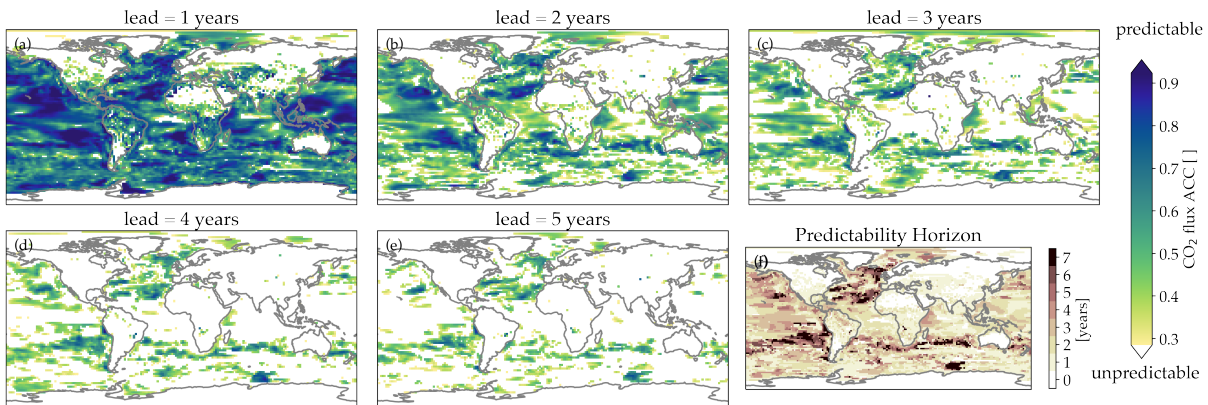 lead = 1 years
lead = 2 years
lead = 3 years
(a)
(b)
(c)
predictable
0.9
0.8
0.7
0.6
0.5
0.4
0.3
CO₂ flux ACC [ ]
unpredictable
lead = 4 years
lead = 5 years
Predictability Horizon
(d)
(e)
(f)
7
6
5
4
3
2
1
0
[years]